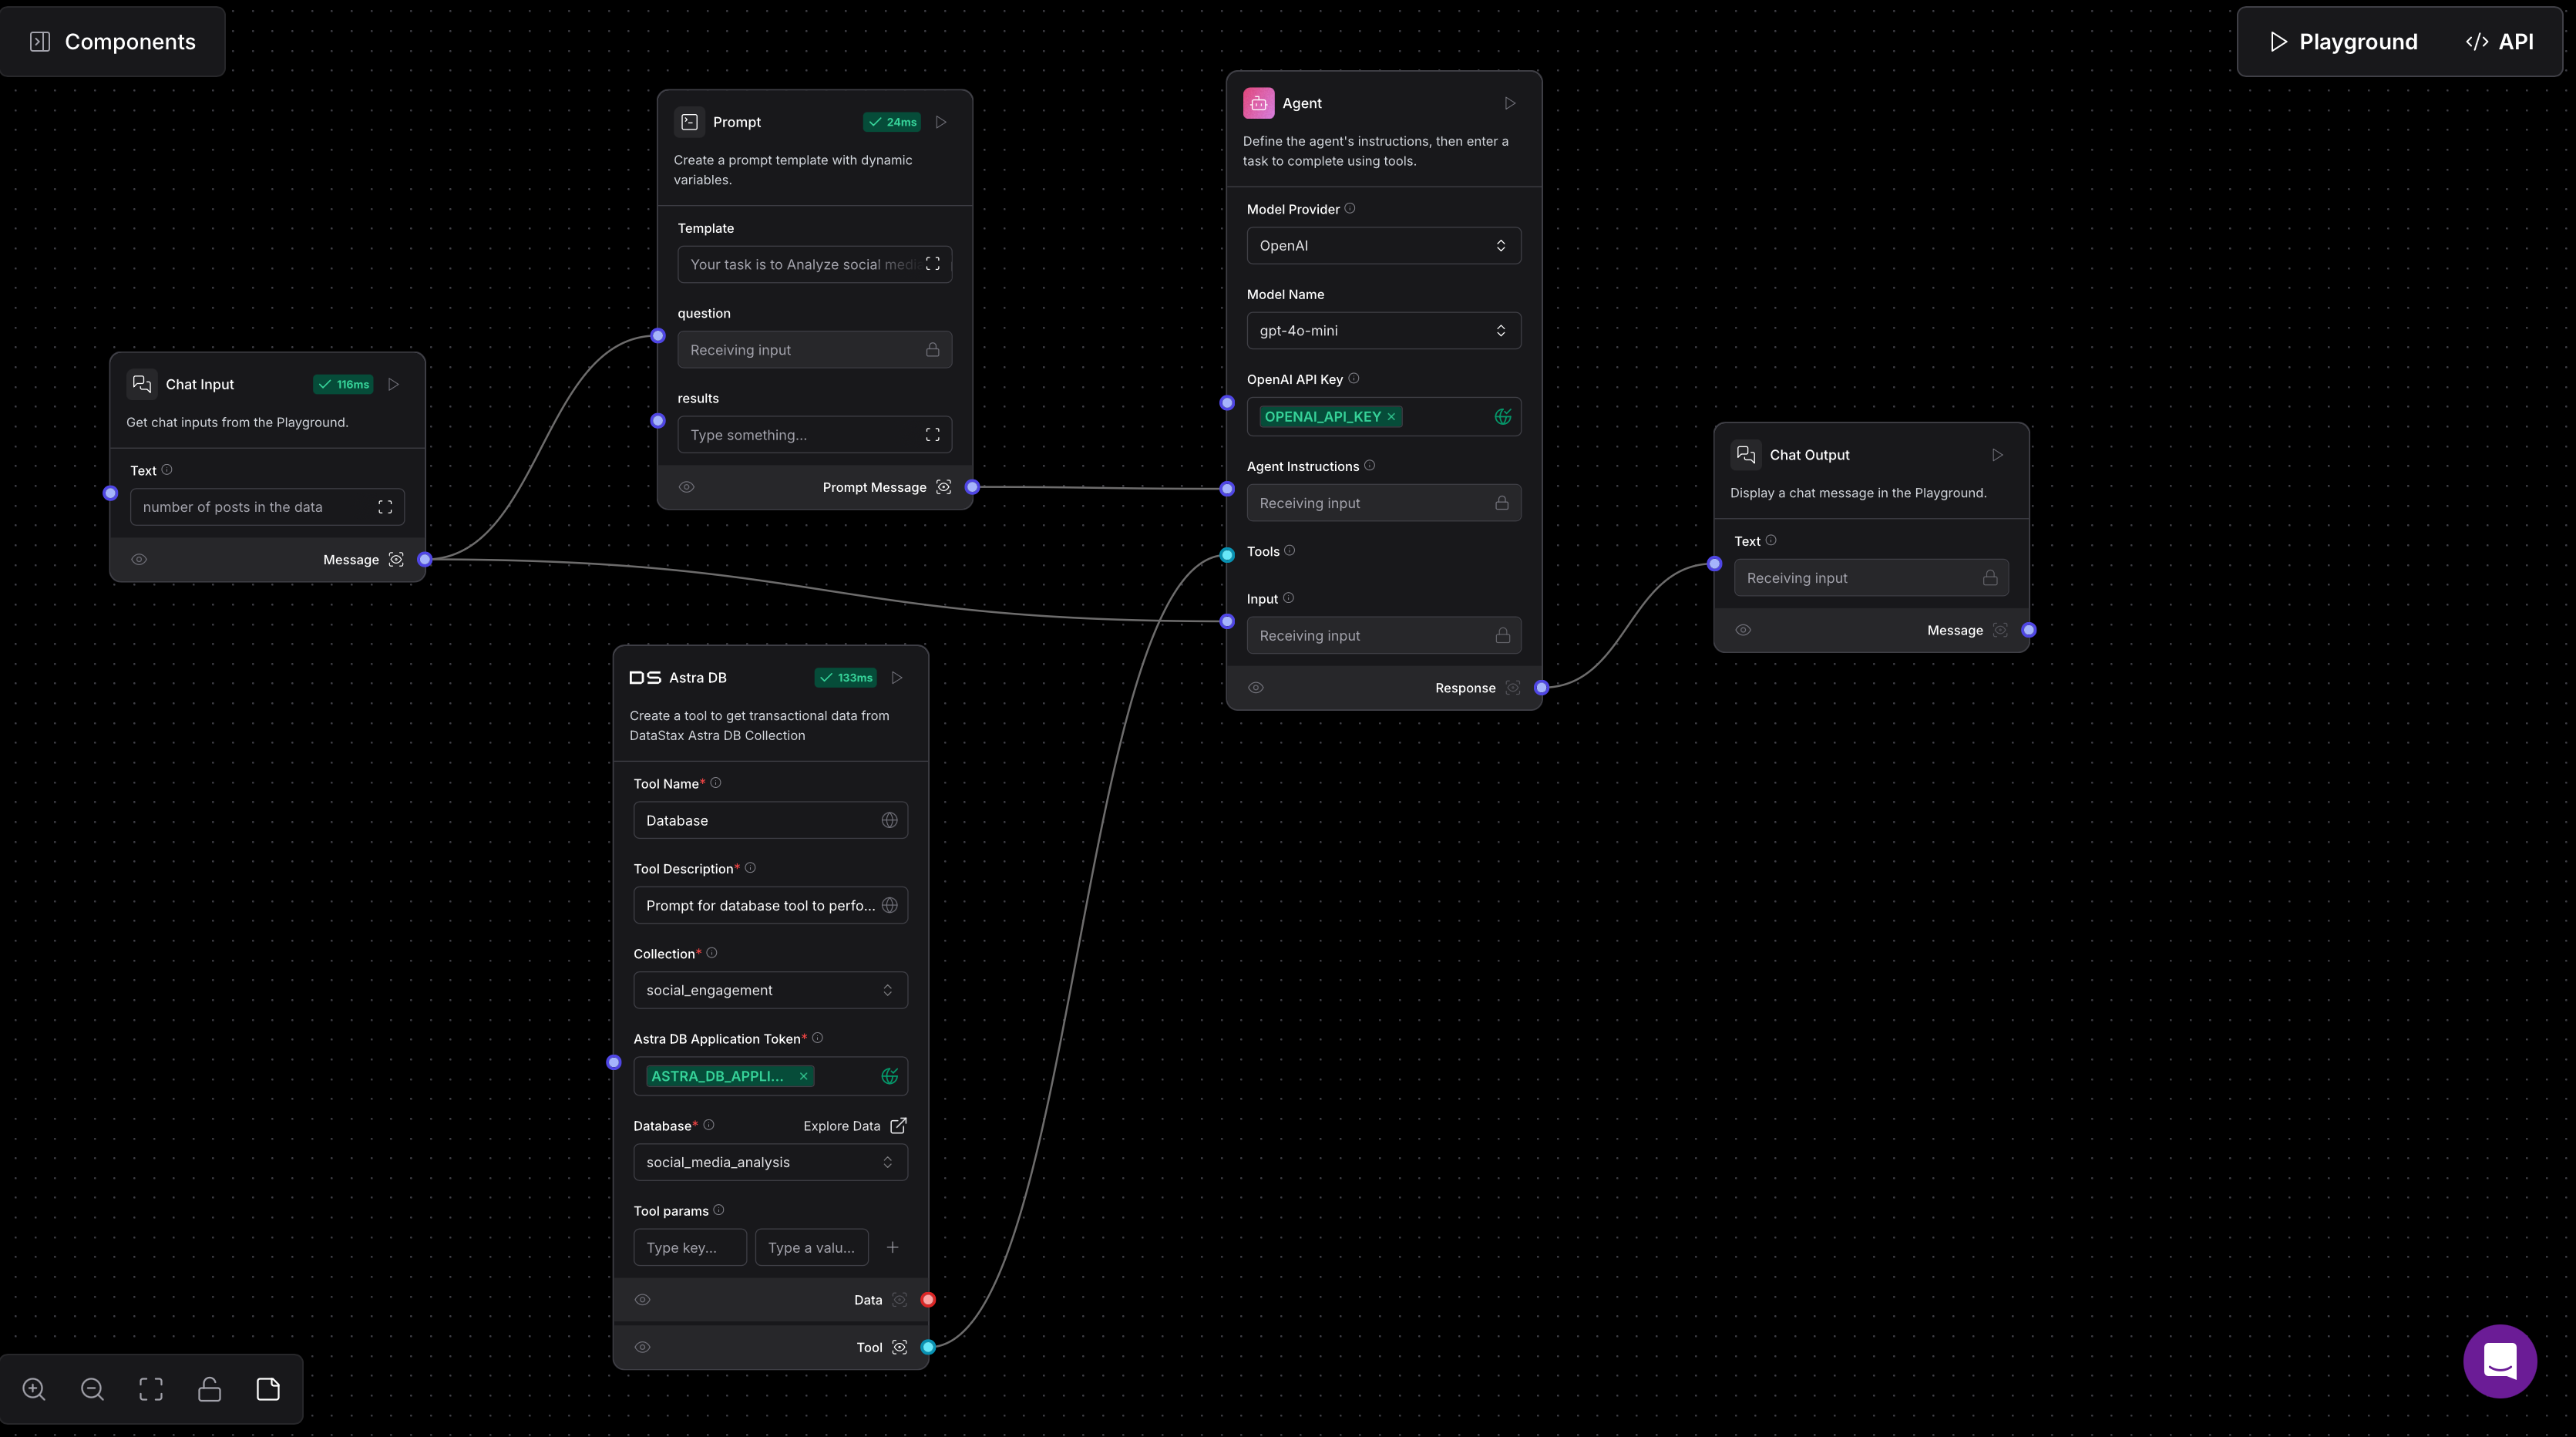 Components
Playground
API
Chat Input
116ms
Get chat inputs from the Playground.
Text
number of posts in the data
Message
Prompt
24ms
Create a prompt template with dynamic
variables.
Template
Your task is to Analyze social media
question
Receiving input
results
Type something...
Prompt Message
DS Astra DB
133ms
Create a tool to get transactional data from
DataStax Astra DB Collection
Tool Name*
Database
Tool Description*
Prompt for database tool to perfo...
Collection*
social_engagement
Astra DB Application Token*
ASTRA_DB_APPLI... ×
Database*
Explore Data
social_media_analysis
Tool params
Type key...
Type a valu...
Data
Tool
Agent
Define the agent's instructions, then enter a
task to complete using tools.
Model Provider
OpenAI
Model Name
gpt-4o-mini
OpenAI API Key
OPENAI_API_KEY ×
Agent Instructions
Receiving input
Tools
Input
Receiving input
Response
Chat Output
Display a chat message in the Playground.
Text
Receiving input
Message